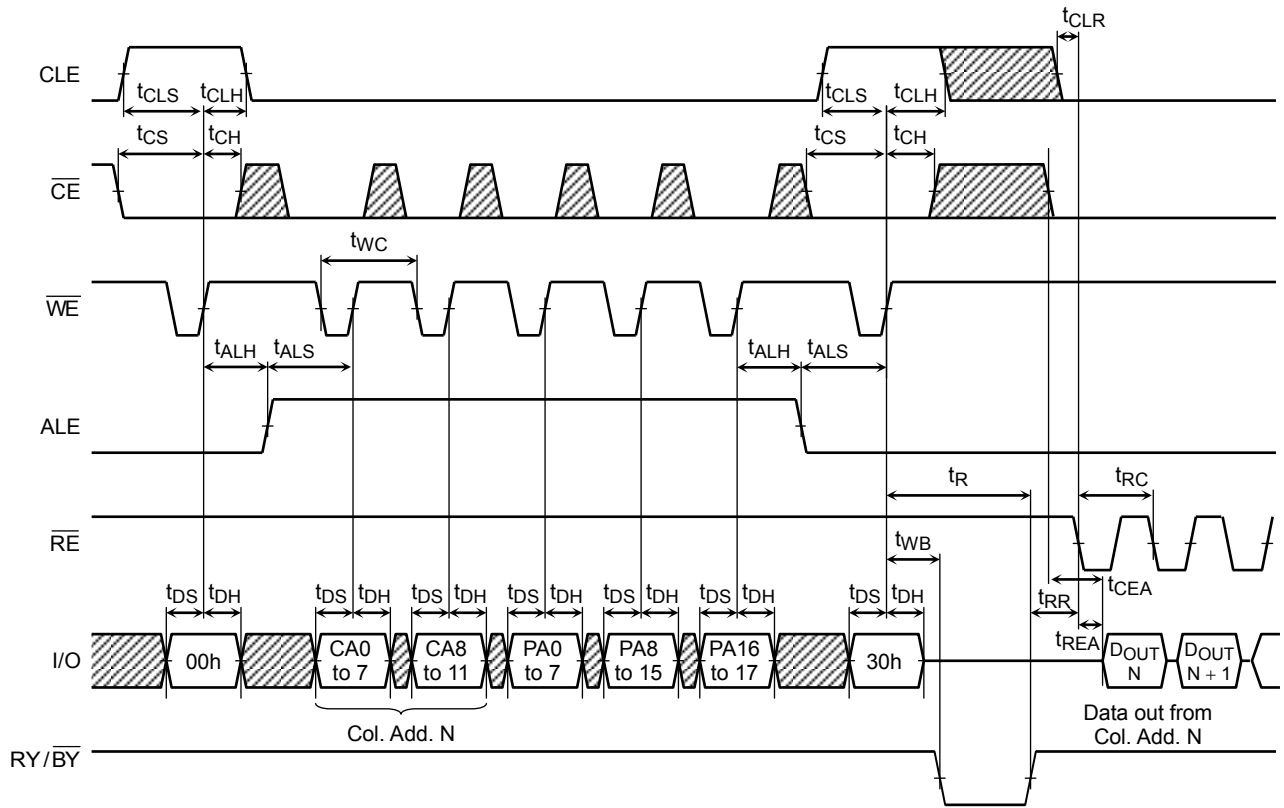 tCLR
CLE
tCLS tCLH tCLS tCLH
tCS tCH tCS tCH
CE
tWC
WE
tALH tALS tALH tALS
ALE
tR tRC
RE
tWB
tDS tDH tDS tDH tDS tDH tDS tDH tDS tDH tDS tDH tDS tDH tRR tCEA
tREA
I/O 00h CA0 to 7 CA8 to 11 PA0 to 7 PA8 to 15 PA16 to 17 30h DOUT N DOUT N + 1
Col. Add. N
Data out from
Col. Add. N
RY/BY